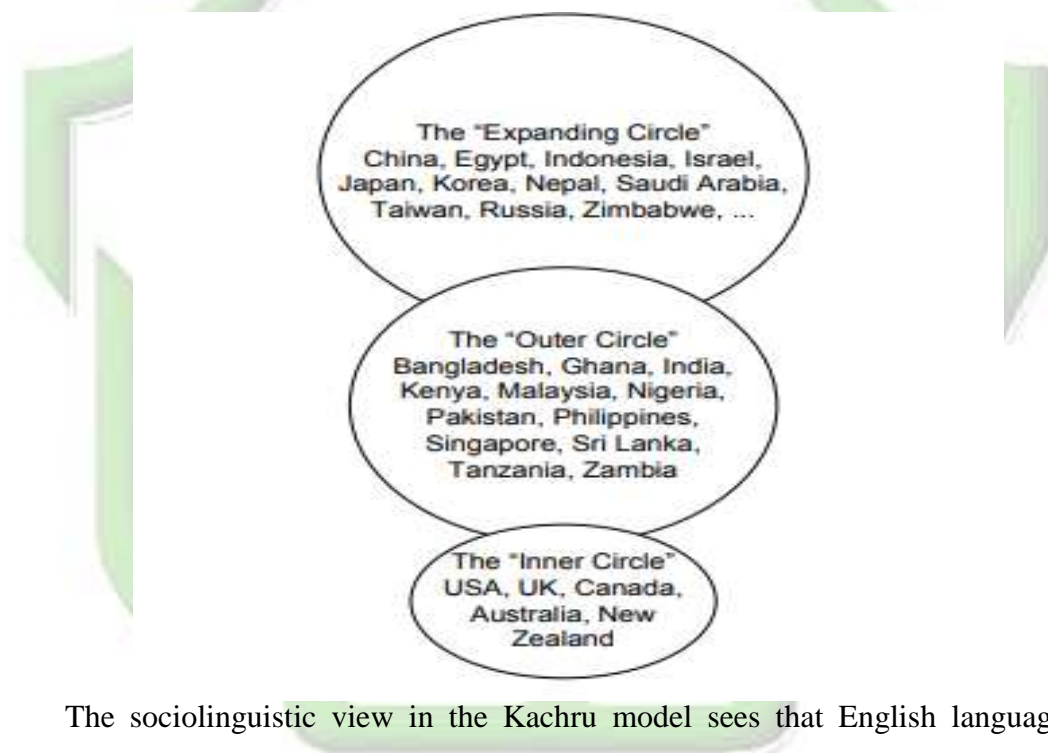 The "Expanding Circle"
China, Egypt, Indonesia, Israel,
Japan, Korea, Nepal, Saudi Arabia,
Taiwan, Russia, Zimbabwe, ...
The "Outer Circle"
Bangladesh, Ghana, India,
Kenya, Malaysia, Nigeria,
Pakistan, Philippines,
Singapore, Sri Lanka,
Tanzania, Zambia
The "Inner Circle"
USA, UK, Canada,
Australia, New
Zealand
The sociolinguistic view in the Kachru model sees that English languag